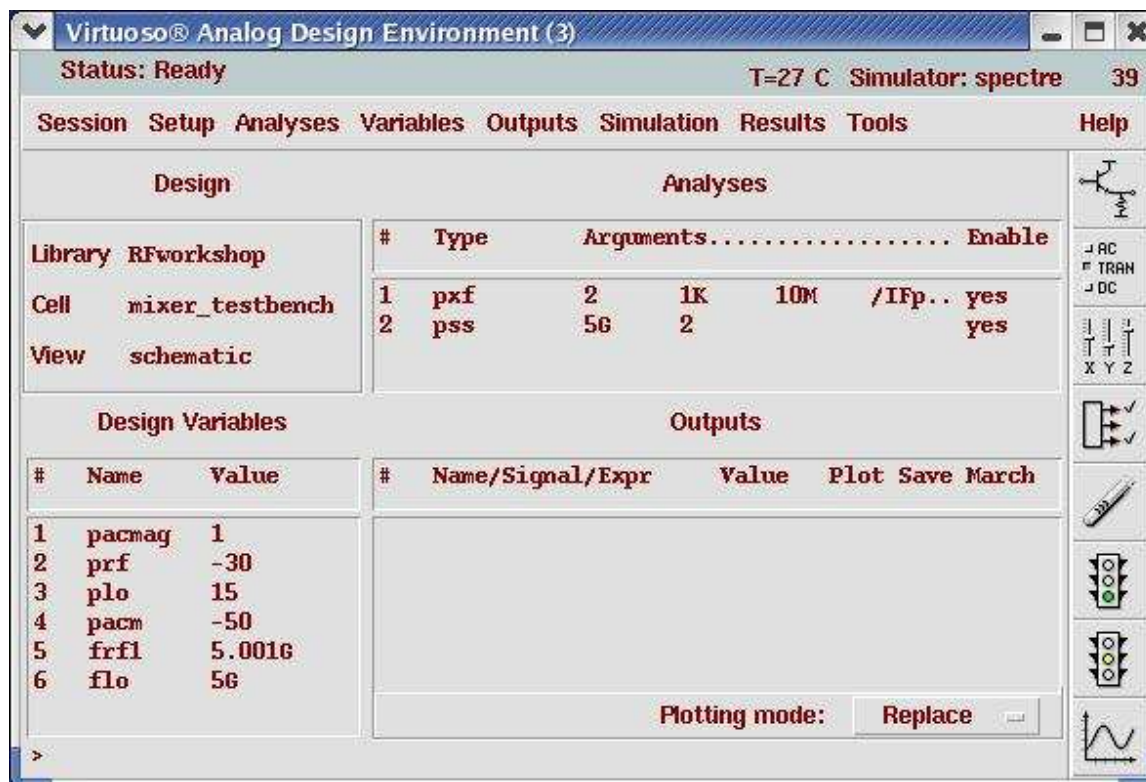 Virtuoso® Analog Design Environment (3)
Status: Ready T=27 C Simulator: spectre 39
Session Setup Analyses Variables Outputs Simulation Results Tools Help
Design
Library RFworkshop
Cell mixer_testbench
View schematic
Analyses
# Type Arguments................... Enable
1 pxf 2 1K 10M /IFp.. yes
2 pss 5G 2 yes
Design Variables
# Name Value
1 pacmag 1
2 prf -30
3 plo 15
4 pacm -50
5 frf1 5.001G
6 flo 5G
Outputs
# Name/Signal/Expr Value Plot Save March
Plotting mode: Replace
>
AC
TRAN
DC
X Y Z